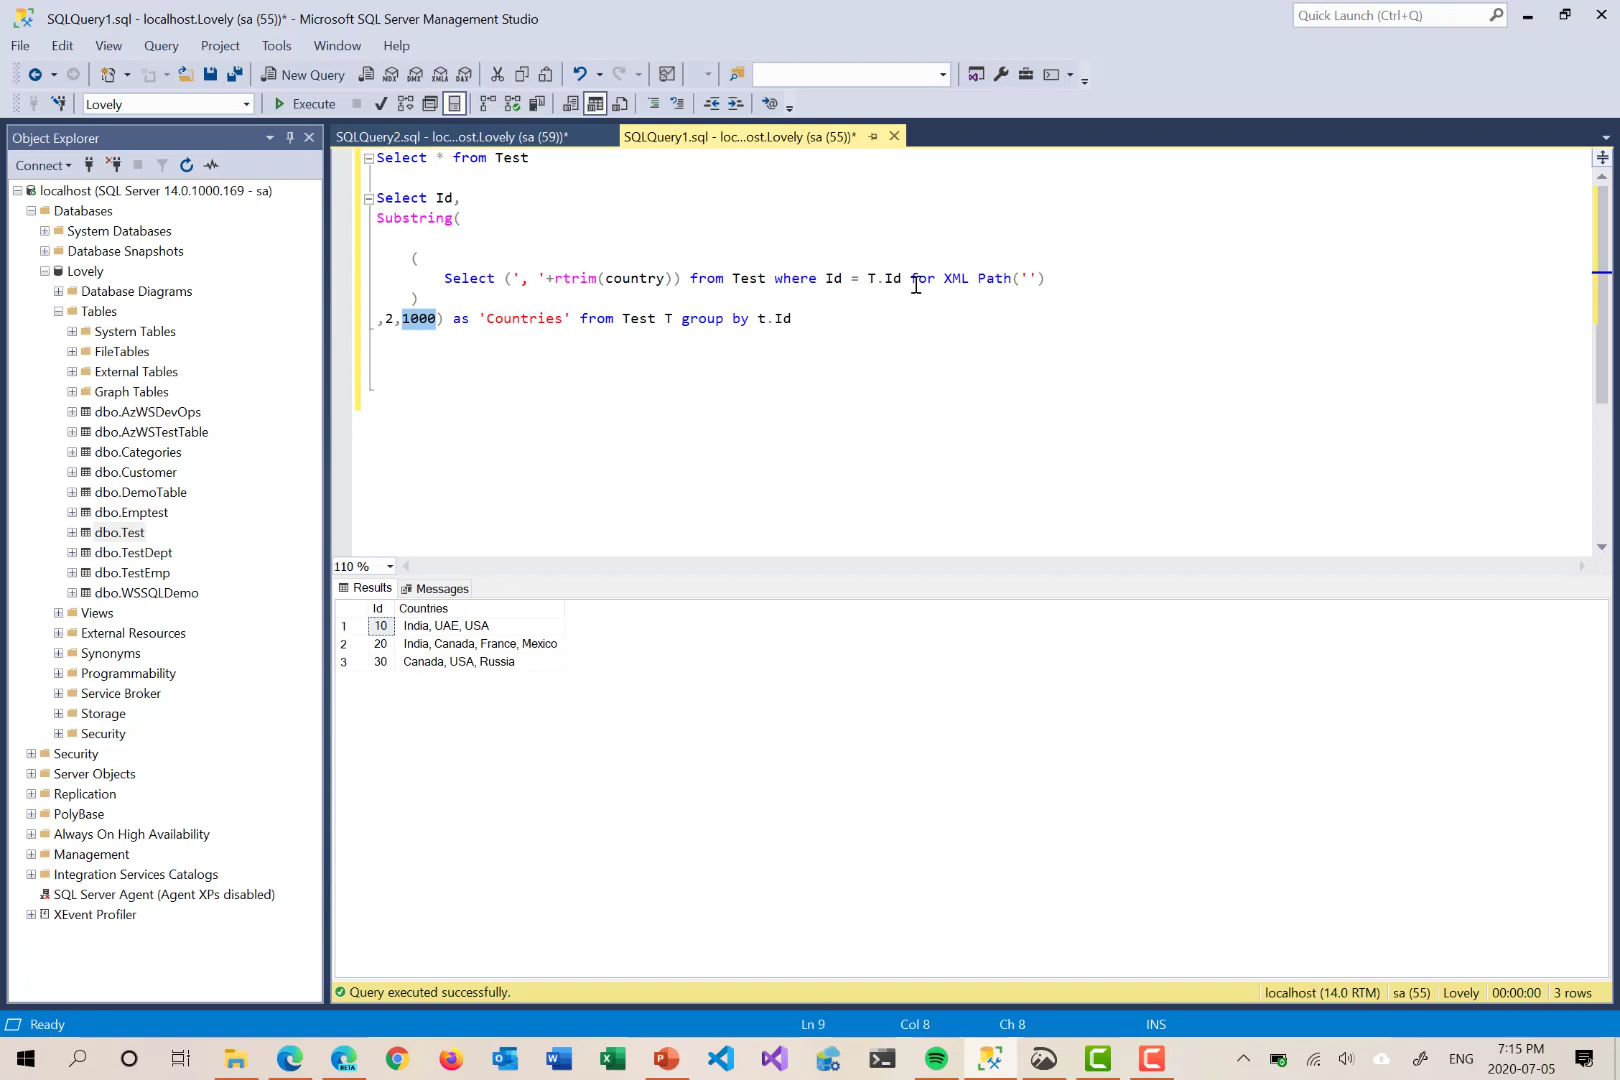 SQLQuery1.sql - localhost.Lovely (sa (55))* - Microsoft SQL Server Management Studio
Quick Launch (Ctrl+Q)
File Edit View Query Project Tools Window Help
New Query MDX DMX XMLA DAX
Lovely Execute
Object Explorer
SQLQuery2.sql - loc...ost.Lovely (sa (59))* SQLQuery1.sql - loc...ost.Lovely (sa (55))*
Connect
localhost (SQL Server 14.0.1000.169 - sa)
Databases
System Databases
Database Snapshots
Lovely
Database Diagrams
Tables
System Tables
FileTables
External Tables
Graph Tables
dbo.AzWSDevOps
dbo.AzWSTestTable
dbo.Categories
dbo.Customer
dbo.DemoTable
dbo.Emptest
dbo.Test
dbo.TestDept
dbo.TestEmp
dbo.WSSQLDemo
Views
External Resources
Synonyms
Programmability
Service Broker
Storage
Security
Security
Server Objects
Replication
PolyBase
Always On High Availability
Management
Integration Services Catalogs
SQL Server Agent (Agent XPs disabled)
XEvent Profiler
Select * from Test
Select Id,
Substring(
(
Select (', '+rtrim(country)) from Test where Id = T.Id for XML Path('')
)
,2,1000) as 'Countries' from Test T group by t.Id
110 %
Results Messages
Id Countries
1 10 India, UAE, USA
2 20 India, Canada, France, Mexico
3 30 Canada, USA, Russia
Query executed successfully. localhost (14.0 RTM) sa (55) Lovely 00:00:00 3 rows
Ready Ln 9 Col 8 Ch 8 INS
BETA
ENG
7:15 PM
2020-07-05